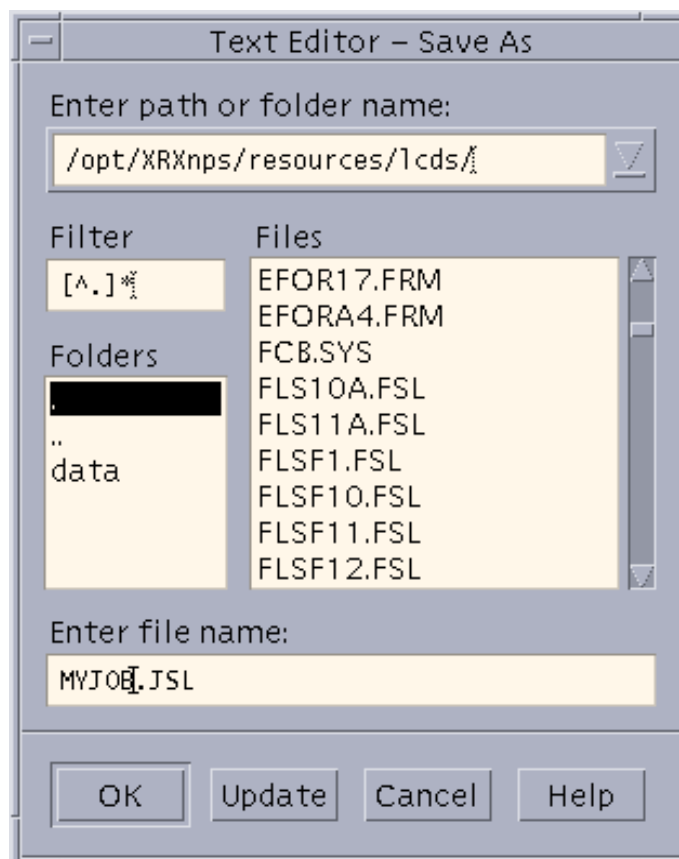 Text Editor – Save As
Enter path or folder name:
/opt/XRXnps/resources/lcds/
Filter
[^.]*
Files
EFOR17.FRM
EFORA4.FRM
FCB.SYS
FLS10A.FSL
FLS11A.FSL
FLSF1.FSL
FLSF10.FSL
FLSF11.FSL
FLSF12.FSL
Folders
.
..
data
Enter file name:
MYJOB.JSL
OK Update Cancel Help